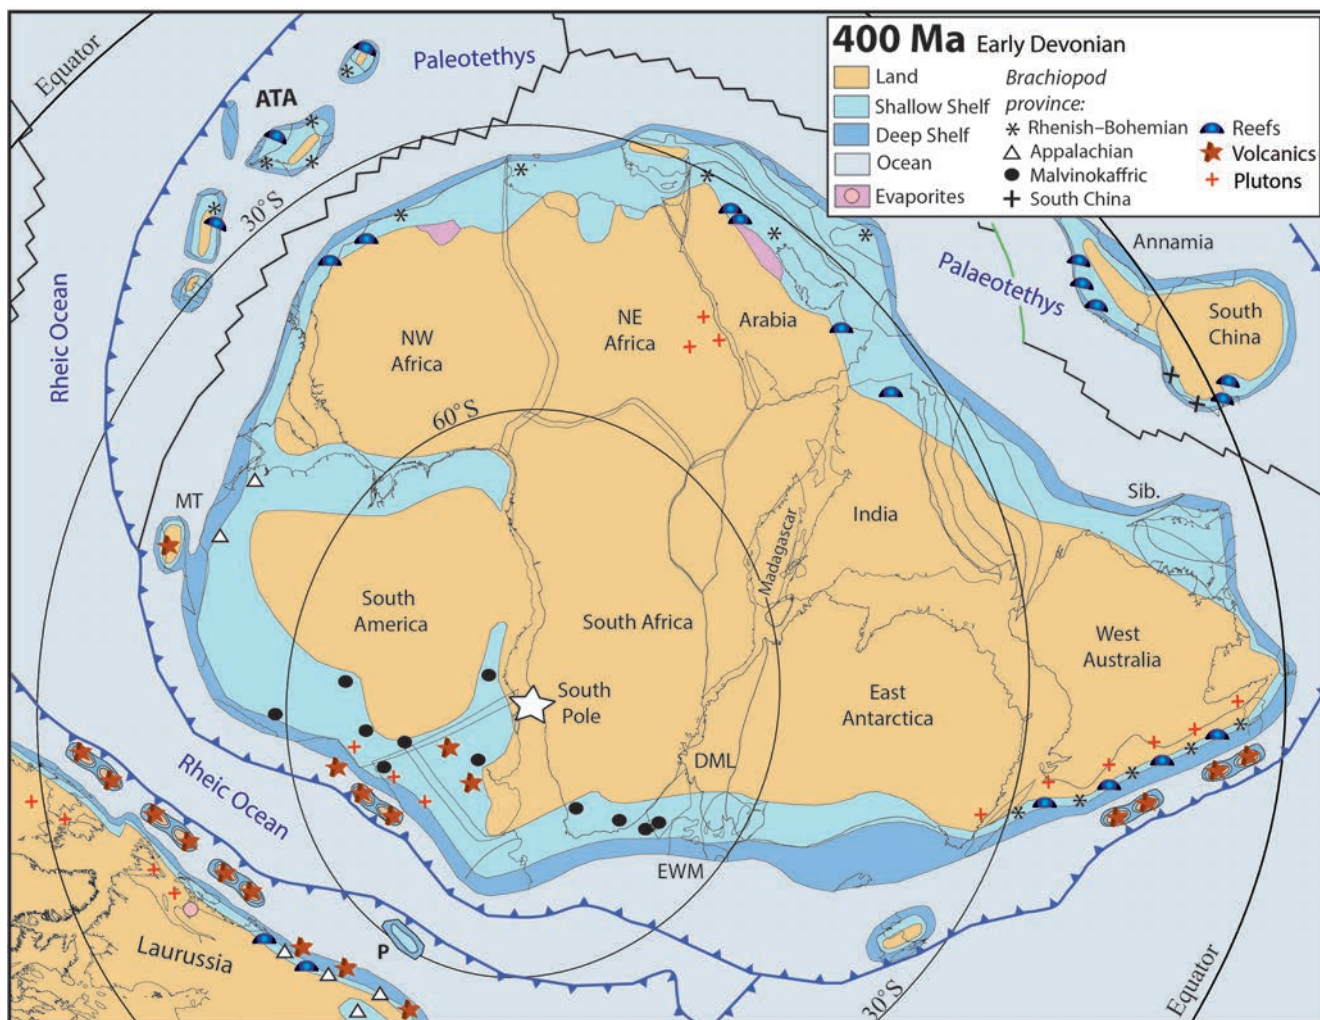 400 Ma Early Devonian
Land
Shallow Shelf
Deep Shelf
Ocean
Evaporites
Brachiopod
province:
Rhenish–Bohemian
Appalachian
Malvinokaffric
South China
Reefs
Volcanics
Plutons
Equator
Paleotethys
ATA
30°S
Rheic Ocean
Annamia
Palaeotethys
South
China
NW
Africa
NE
Africa
Arabia
60°S
MT
Sib.
India
Madagascar
South
America
South Africa
West
Australia
South
Pole
East
Antarctica
DML
Rheic Ocean
EWM
P
Laurussia
30°S
Equator